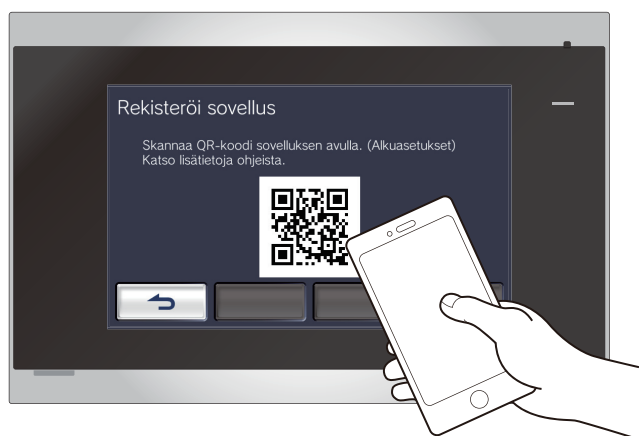 Rekisteröi sovellus
Skannaa QR-koodi sovelluksen avulla. (Alkuasetukset)
Katso lisätietoja ohjeista.